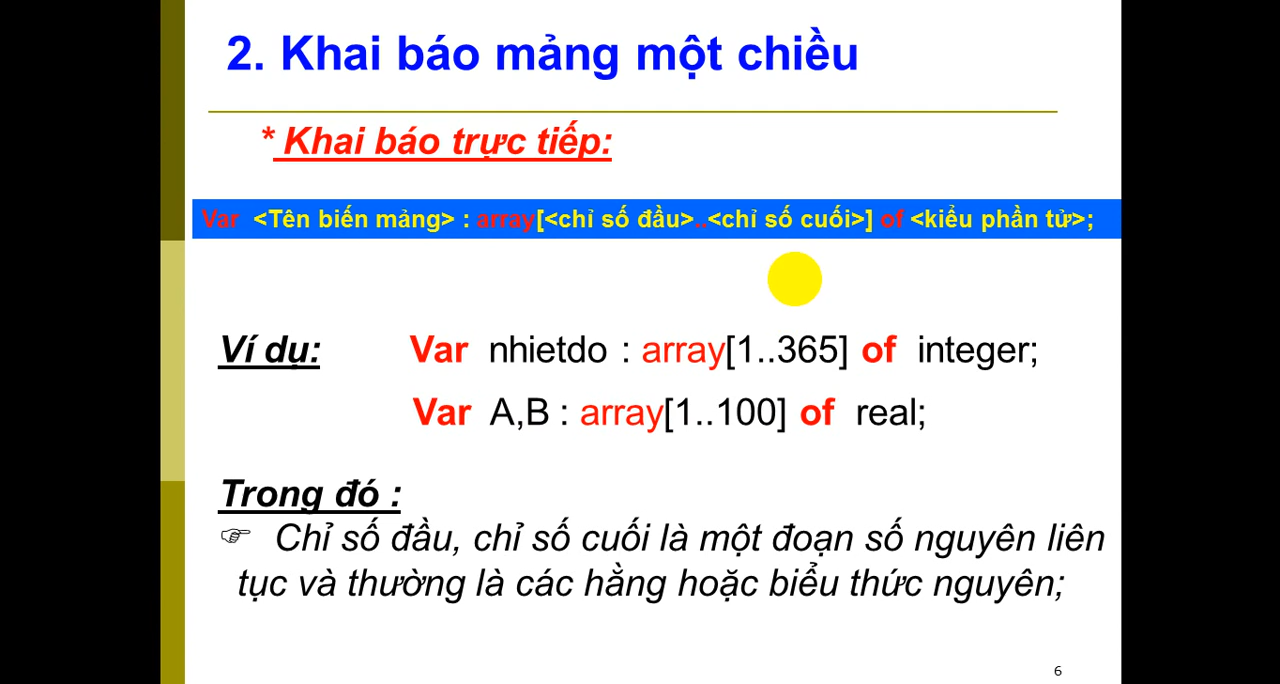 2. Khai báo mảng một chiều
* Khai báo trực tiếp:
Var <Tên biến mảng> : array[<chỉ số đầu>..<chỉ số cuối>] of <kiểu phần tử>;
Ví dụ: Var nhietdo : array[1..365] of integer;
Var A,B : array[1..100] of real;
Trong đó :
☞ Chỉ số đầu, chỉ số cuối là một đoạn số nguyên liên
tục và thường là các hằng hoặc biểu thức nguyên;
6